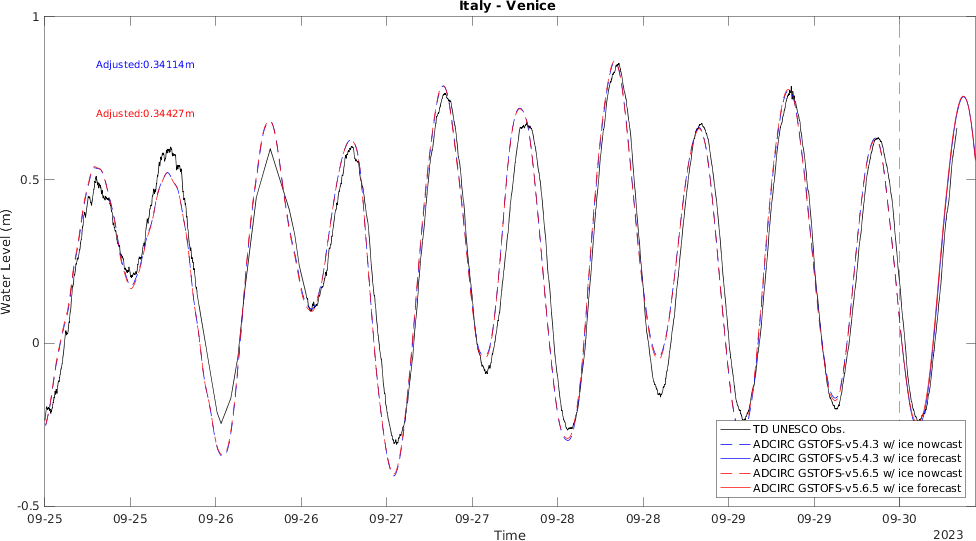 Italy - Venice
1
0.5
0
-0.5
Water Level (m)
Adjusted:0.34114m
Adjusted:0.34427m
TD UNESCO Obs.
ADCIRC GSTOFS-v5.4.3 w/ ice nowcast
ADCIRC GSTOFS-v5.4.3 w/ ice forecast
ADCIRC GSTOFS-v5.6.5 w/ ice nowcast
ADCIRC GSTOFS-v5.6.5 w/ ice forecast
09-25 09-25 09-26 09-26 09-27 09-27 09-28 09-28 09-29 09-29 09-30
Time
2023